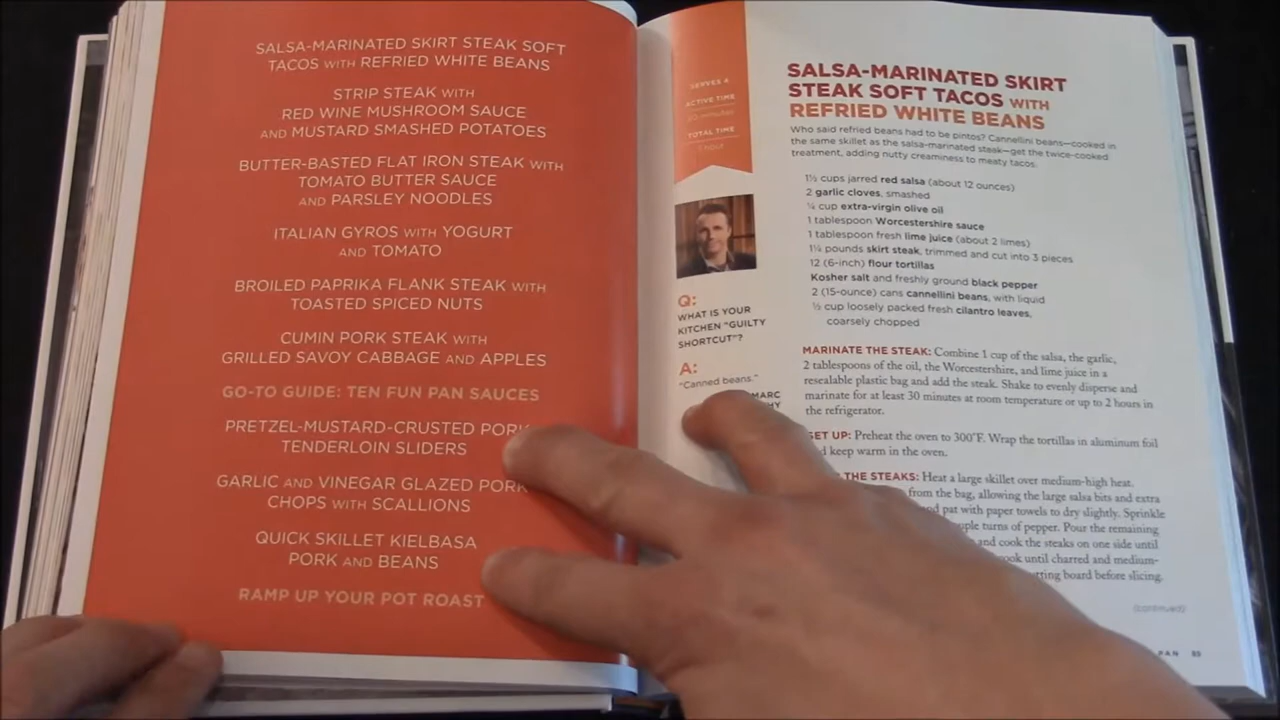 SALSA-MARINATED SKIRT STEAK SOFT
TACOS WITH REFRIED WHITE BEANS
STRIP STEAK WITH
RED WINE MUSHROOM SAUCE
AND MUSTARD SMASHED POTATOES
BUTTER-BASTED FLAT IRON STEAK WITH
TOMATO BUTTER SAUCE
AND PARSLEY NOODLES
ITALIAN GYROS WITH YOGURT
AND TOMATO
BROILED PAPRIKA FLANK STEAK WITH
TOASTED SPICED NUTS
CUMIN PORK STEAK WITH
GRILLED SAVOY CABBAGE AND APPLES
GO-TO GUIDE: TEN FUN PAN SAUCES
PRETZEL-MUSTARD-CRUSTED PORK
TENDERLOIN SLIDERS
GARLIC AND VINEGAR GLAZED PORK
CHOPS WITH SCALLIONS
QUICK SKILLET KIELBASA
PORK AND BEANS
RAMP UP YOUR POT ROAST
SERVES 4
ACTIVE TIME
TOTAL TIME
1 hour
Q:
WHAT IS YOUR
KITCHEN "GUILTY
SHORTCUT"?
A:
"Canned beans."
MARC
SALSA-MARINATED SKIRT
STEAK SOFT TACOS WITH
REFRIED WHITE BEANS
Who said refried beans had to be pintos? Cannellini beans—cooked in
the same skillet as the salsa-marinated steak—get the twice-cooked
treatment, adding nutty creaminess to meaty tacos.
1½ cups jarred red salsa (about 12 ounces)
2 garlic cloves, smashed
¼ cup extra-virgin olive oil
1 tablespoon Worcestershire sauce
1 tablespoon fresh lime juice (about 2 limes)
1¼ pounds skirt steak, trimmed and cut into 3 pieces
12 (6-inch) flour tortillas
Kosher salt and freshly ground black pepper
2 (15-ounce) cans cannellini beans, with liquid
½ cup loosely packed fresh cilantro leaves,
coarsely chopped
MARINATE THE STEAK: Combine 1 cup of the salsa, the garlic,
2 tablespoons of the oil, the Worcestershire, and lime juice in a
resealable plastic bag and add the steak. Shake to evenly disperse and
marinate for at least 30 minutes at room temperature or up to 2 hours in
the refrigerator.
SET UP: Preheat the oven to 300°F. Wrap the tortillas in aluminum foil
keep warm in the oven.
THE STEAKS: Heat a large skillet over medium-high heat.
from the bag, allowing the large salsa bits and extra
and pat with paper towels to dry slightly. Sprinkle
turns of pepper. Pour the remaining
and cook the steaks on one side until
cook until charred and medium-
board before slicing.
(continued)
PAN